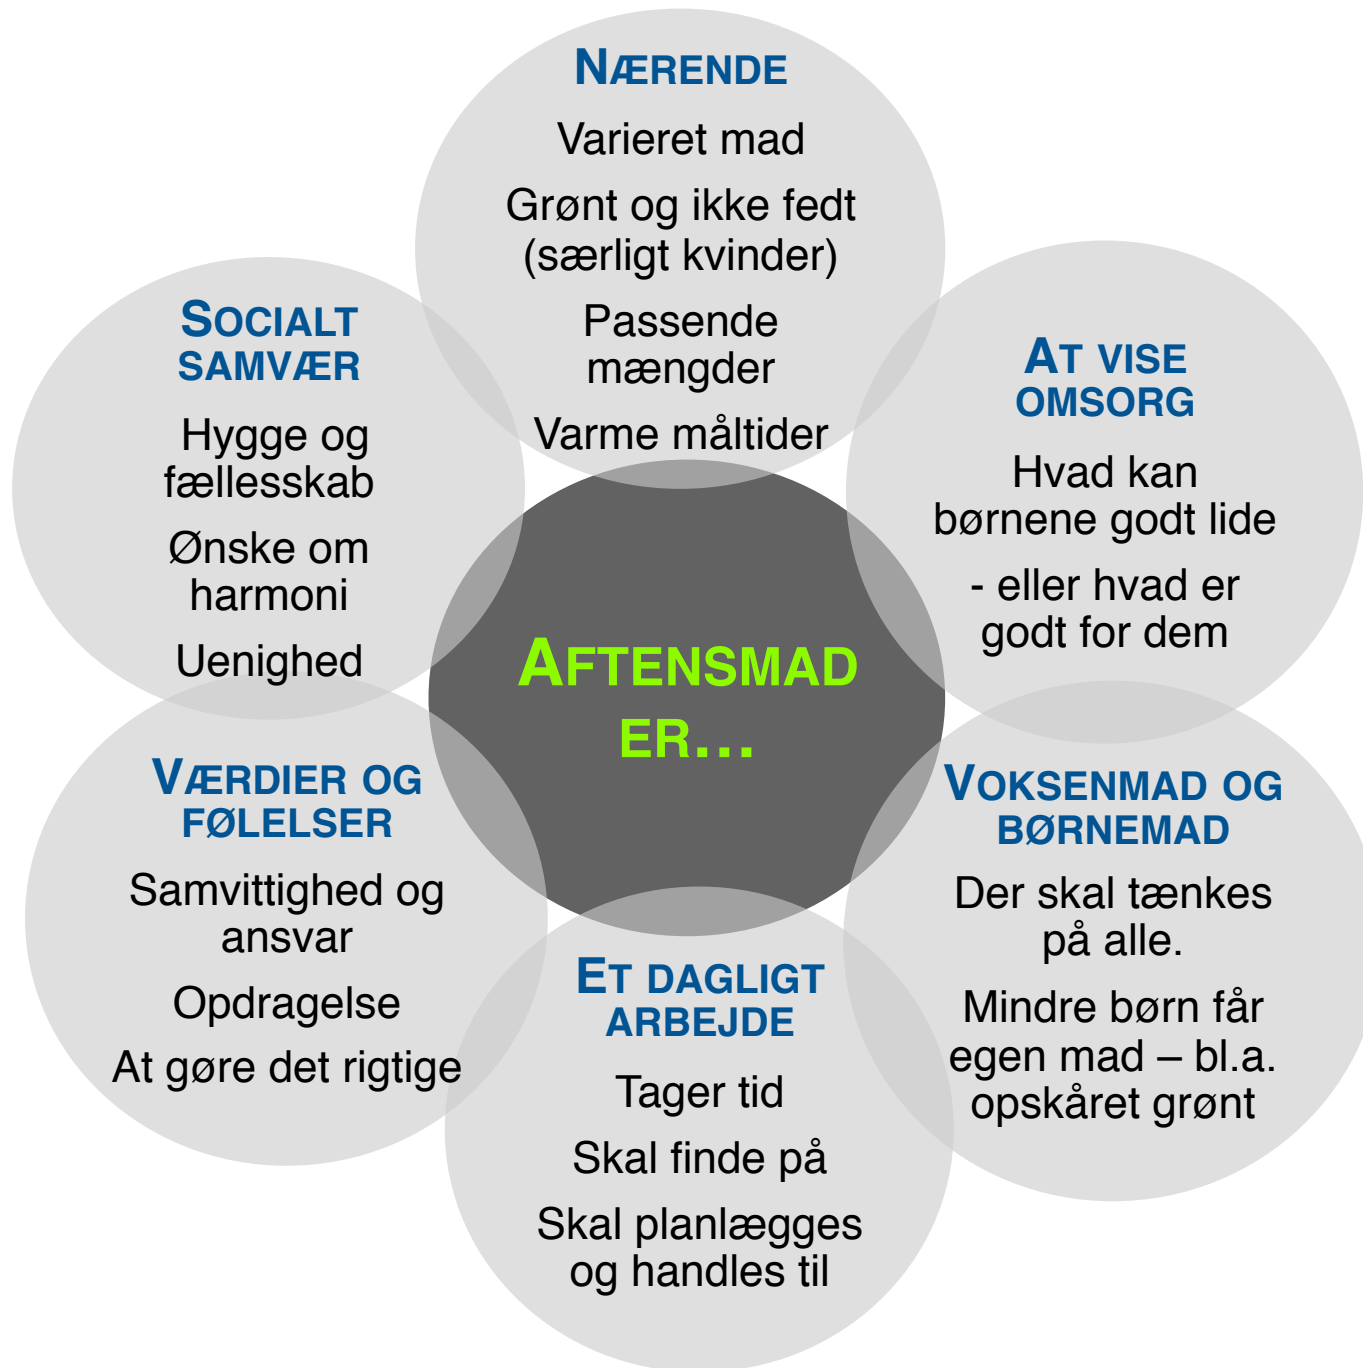 NÆRENDE
Varieret mad
Grønt og ikke fedt
(særligt kvinder)
Passende
mængder
Varme måltider
SOCIALT
SAMVÆR
Hygge og
fællesskab
Ønske om
harmoni
Uenighed
AT VISE
OMSORG
Hvad kan
børnene godt lide
- eller hvad er
godt for dem
AFTENSMAD
ER...
VÆRDIER OG
FØLELSER
Samvittighed og
ansvar
Opdragelse
At gøre det rigtige
VOKSENMAD OG
BØRNEMAD
Der skal tænkes
på alle.
Mindre børn får
egen mad – bl.a.
opskåret grønt
ET DAGLIGT
ARBEJDE
Tager tid
Skal finde på
Skal planlægges
og handles til